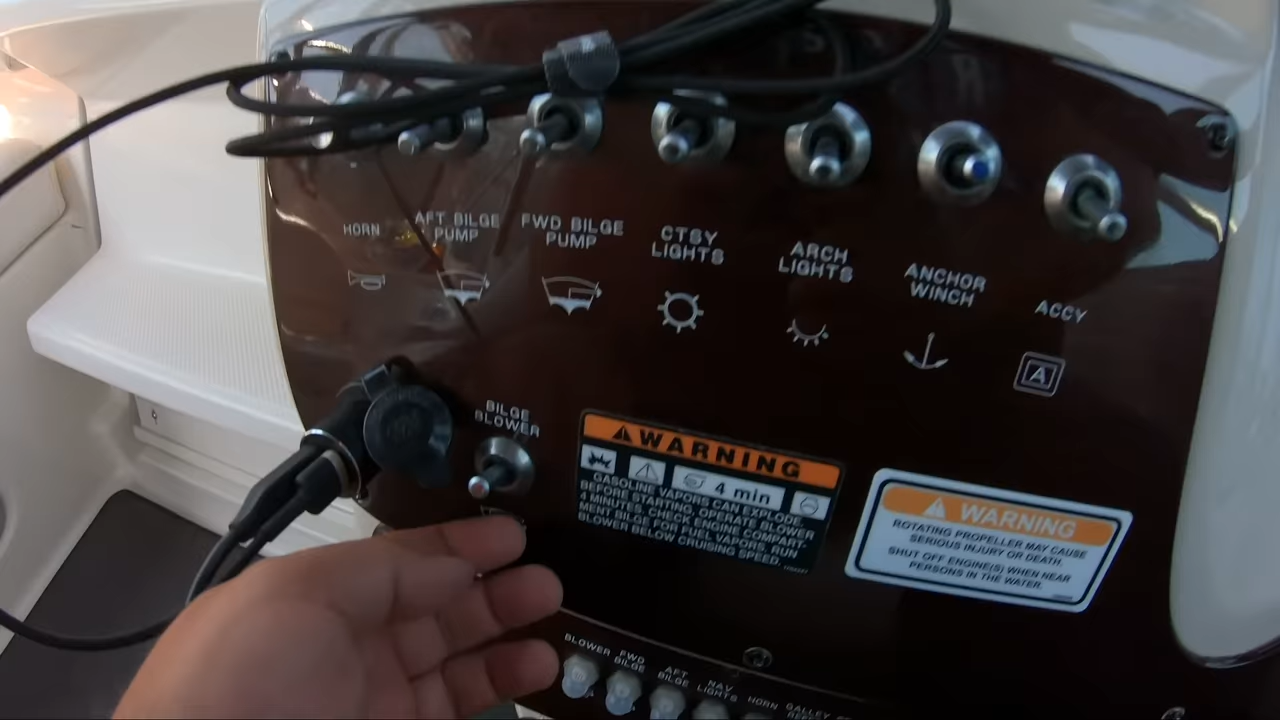 HORN
AFT BILGE
PUMP
FWD BILGE
PUMP
CTSY
LIGHTS
ARCH
LIGHTS
ANCHOR
WINCH
ACCY
A
BILGE
BLOWER
WARNING
4 min
GASOLINE VAPORS CAN EXPLODE.
BEFORE STARTING, OPERATE BLOWER
4 MINUTES. CHECK ENGINE COMPART-
MENT BILGE FOR FUEL VAPORS. RUN
BLOWER BELOW CRUISING SPEED.
WARNING
ROTATING PROPELLER MAY CAUSE
SERIOUS INJURY OR DEATH.
SHUT OFF ENGINE(S) WHEN NEAR
PERSONS IN THE WATER.
BLOWER
FWD
BILGE
AFT
BILGE
NAV
LIGHTS
HORN
GALLEY